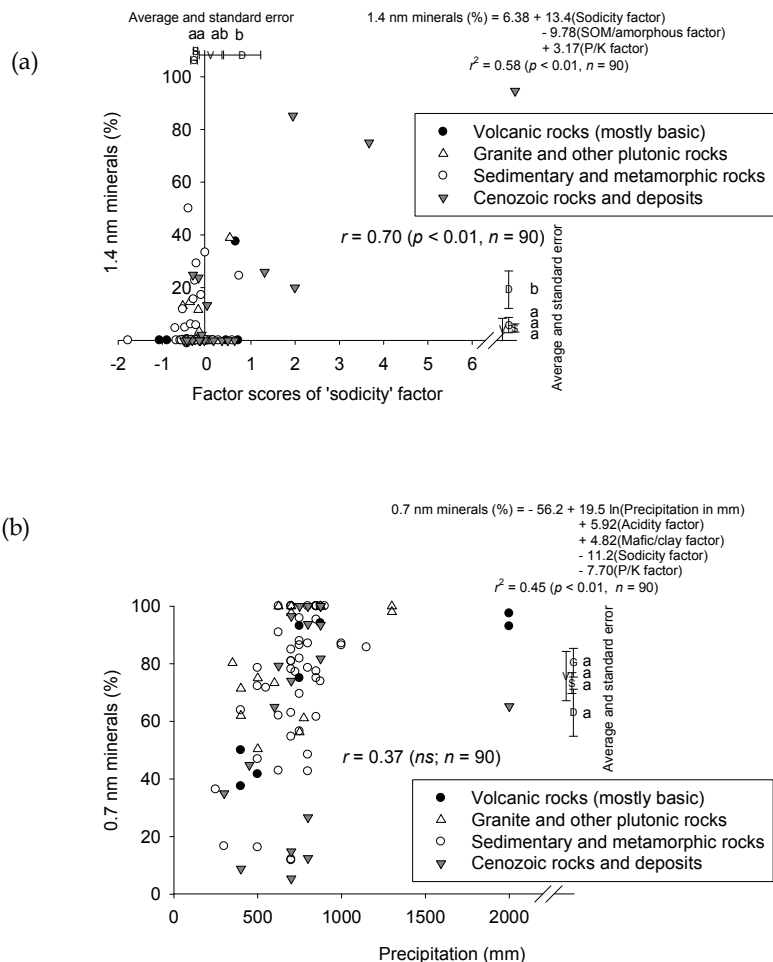 (a)
Average and standard error
aa ab b
G S V D
1.4 nm minerals (%) = 6.38 + 13.4(Sodicity factor)
- 9.78(SOM/amorphous factor)
+ 3.17(P/K factor)
r² = 0.58 (p < 0.01, n = 90)
100
80
60
40
20
0
1.4 nm minerals (%)
Volcanic rocks (mostly basic)
Granite and other plutonic rocks
Sedimentary and metamorphic rocks
Cenozoic rocks and deposits
r = 0.70 (p < 0.01, n = 90)
D b
a
a
a
Average and standard error
-2 -1 0 1 2 3 4 5 6
Factor scores of 'sodicity' factor
(b)
0.7 nm minerals (%) = - 56.2 + 19.5 ln(Precipitation in mm)
+ 5.92(Acidity factor)
+ 4.82(Mafic/clay factor)
- 11.2(Sodicity factor)
- 7.70(P/K factor)
r² = 0.45 (p < 0.01, n = 90)
100
80
60
40
20
0
0.7 nm minerals (%)
G a
V a
S a
D a
Average and standard error
r = 0.37 (ns; n = 90)
Volcanic rocks (mostly basic)
Granite and other plutonic rocks
Sedimentary and metamorphic rocks
Cenozoic rocks and deposits
0 500 1000 1500 2000
Precipitation (mm)